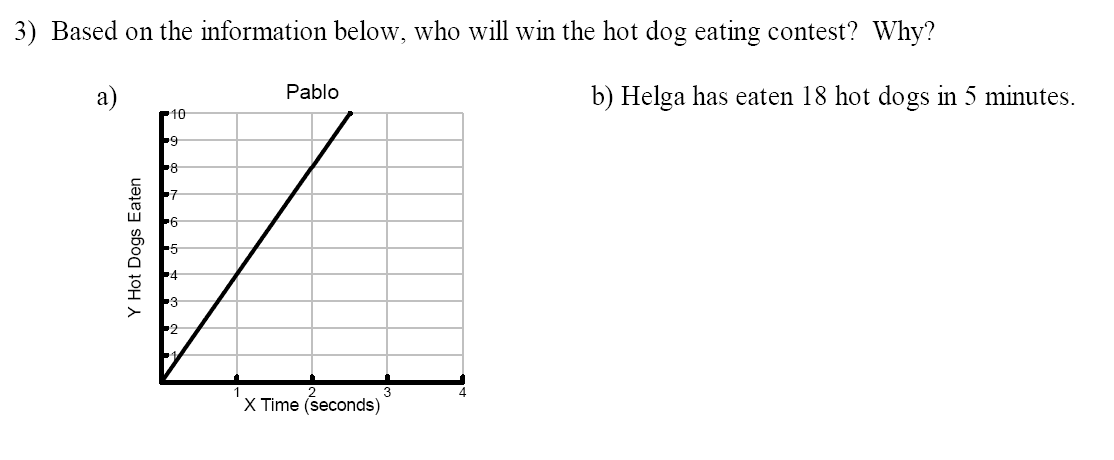 3) Based on the information below, who will win the hot dog eating contest? Why?
a)
Pablo
b) Helga has eaten 18 hot dogs in 5 minutes.
10
9
8
7
6
5
4
3
2
1
Y Hot Dogs Eaten
1 2 3 4
X Time (seconds)